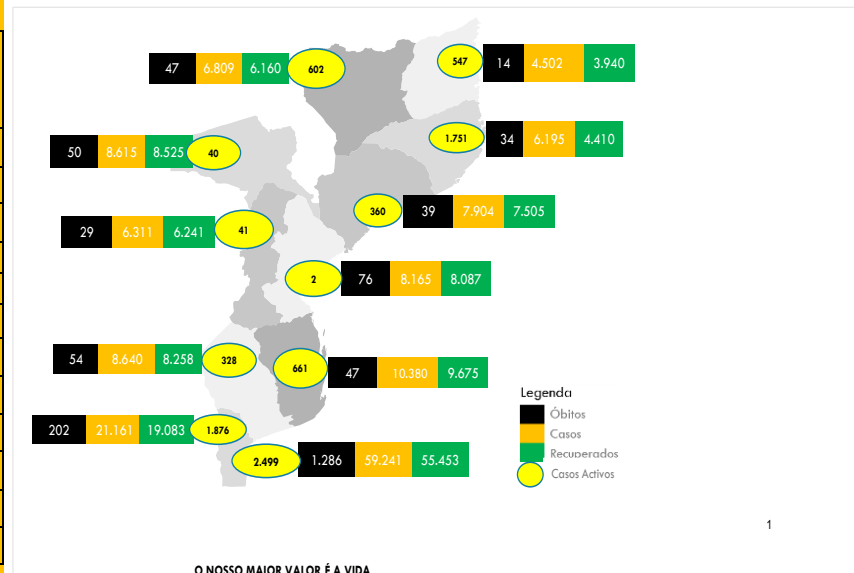 47 6.809 6.160 602
547 14 4.502 3.940
1.751 34 6.195 4.410
50 8.615 8.525 40
360 39 7.904 7.505
29 6.311 6.241 41
2 76 8.165 8.087
54 8.640 8.258 328
661 47 10.380 9.675
Legenda
Óbitos
Casos
Recuperados
Casos Activos
202 21.161 19.083 1.876
2.499 1.286 59.241 55.453
1
O NOSSO MAIOR VALOR É A VIDA